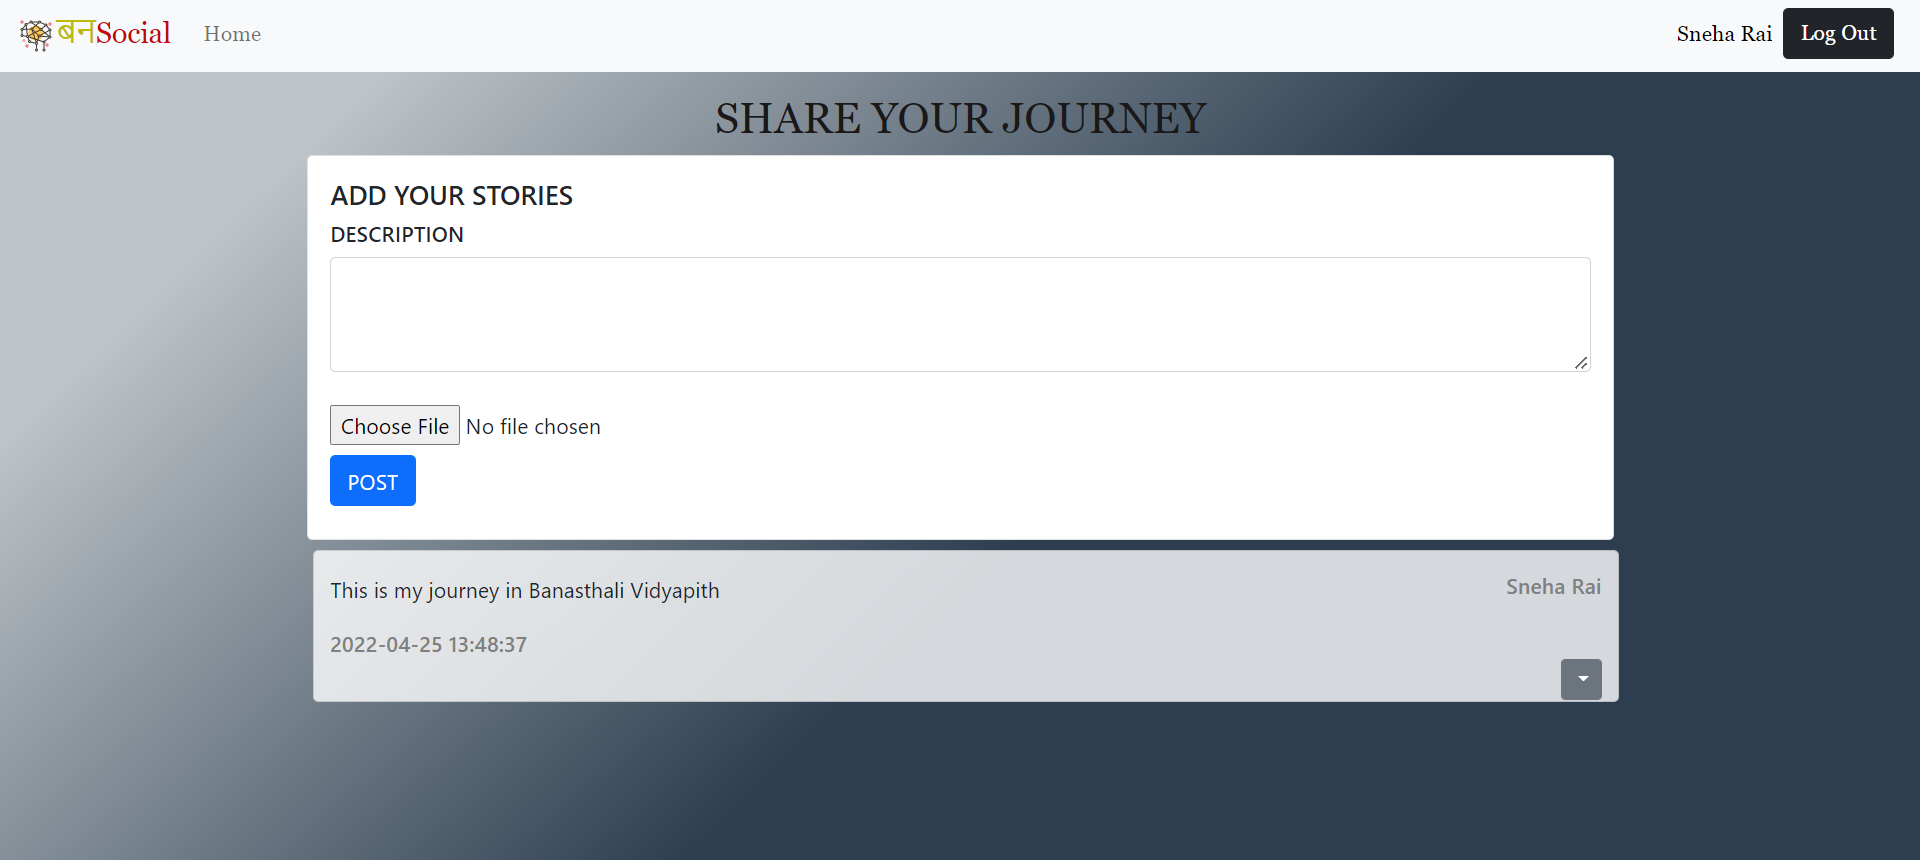 बनSocial Home Sneha Rai Log Out
SHARE YOUR JOURNEY
ADD YOUR STORIES
DESCRIPTION
Choose File No file chosen
POST
This is my journey in Banasthali Vidyapith Sneha Rai
2022-04-25 13:48:37